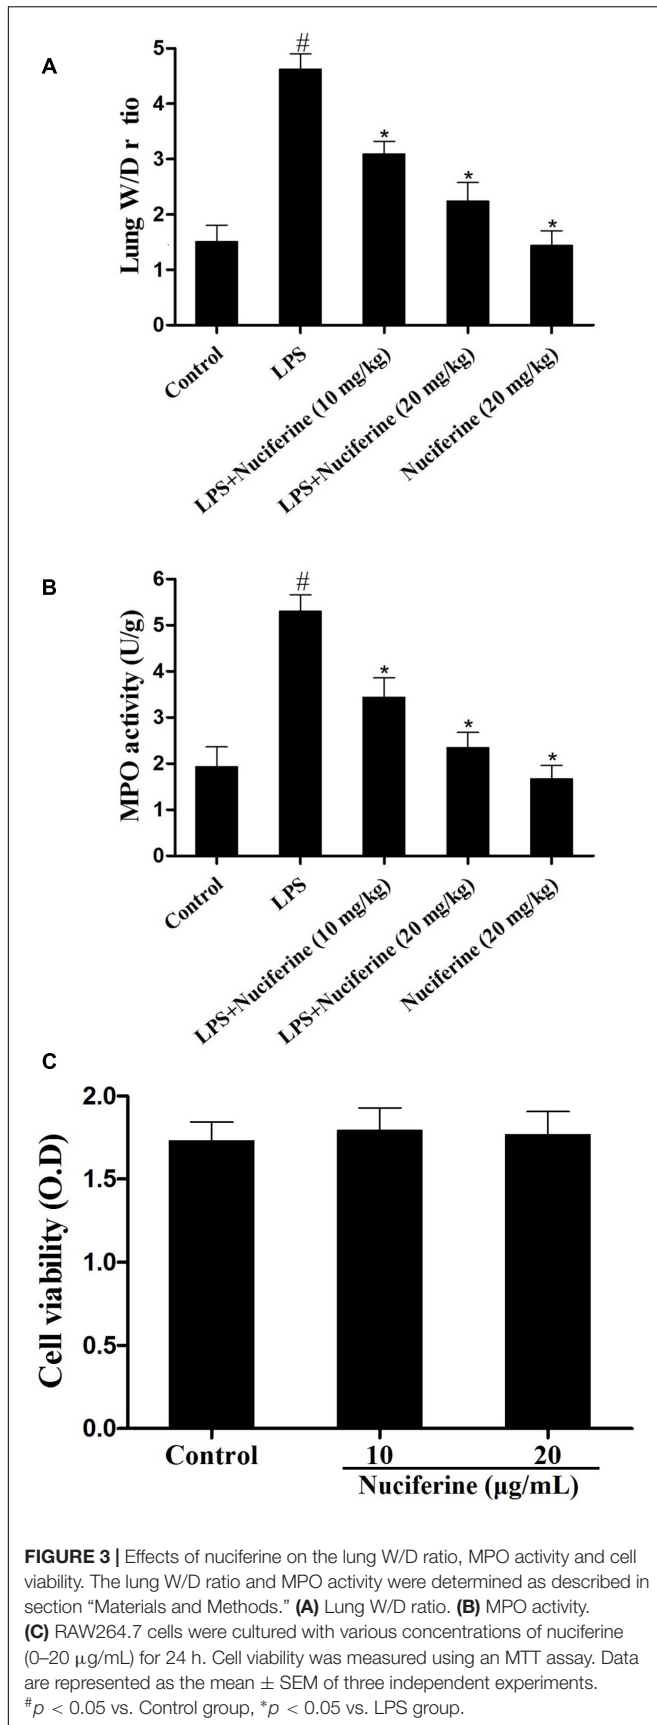 A
Lung W/D r tio
5
4
3
2
1
0
#
*
*
*
Control
LPS
LPS+Nuciferine (10 mg/kg)
LPS+Nuciferine (20 mg/kg)
Nuciferine (20 mg/kg)
B
MPO activity (U/g)
6
5
4
3
2
1
0
#
*
*
*
Control
LPS
LPS+Nuciferine (10 mg/kg)
LPS+Nuciferine (20 mg/kg)
Nuciferine (20 mg/kg)
C
Cell viability (O.D)
2.0
1.5
1.0
0.5
0.0
Control 10 20
Nuciferine (μg/mL)
FIGURE 3 | Effects of nuciferine on the lung W/D ratio, MPO activity and cell
viability. The lung W/D ratio and MPO activity were determined as described in
section “Materials and Methods.” (A) Lung W/D ratio. (B) MPO activity.
(C) RAW264.7 cells were cultured with various concentrations of nuciferine
(0–20 μg/mL) for 24 h. Cell viability was measured using an MTT assay. Data
are represented as the mean ± SEM of three independent experiments.
#p < 0.05 vs. Control group, *p < 0.05 vs. LPS group.